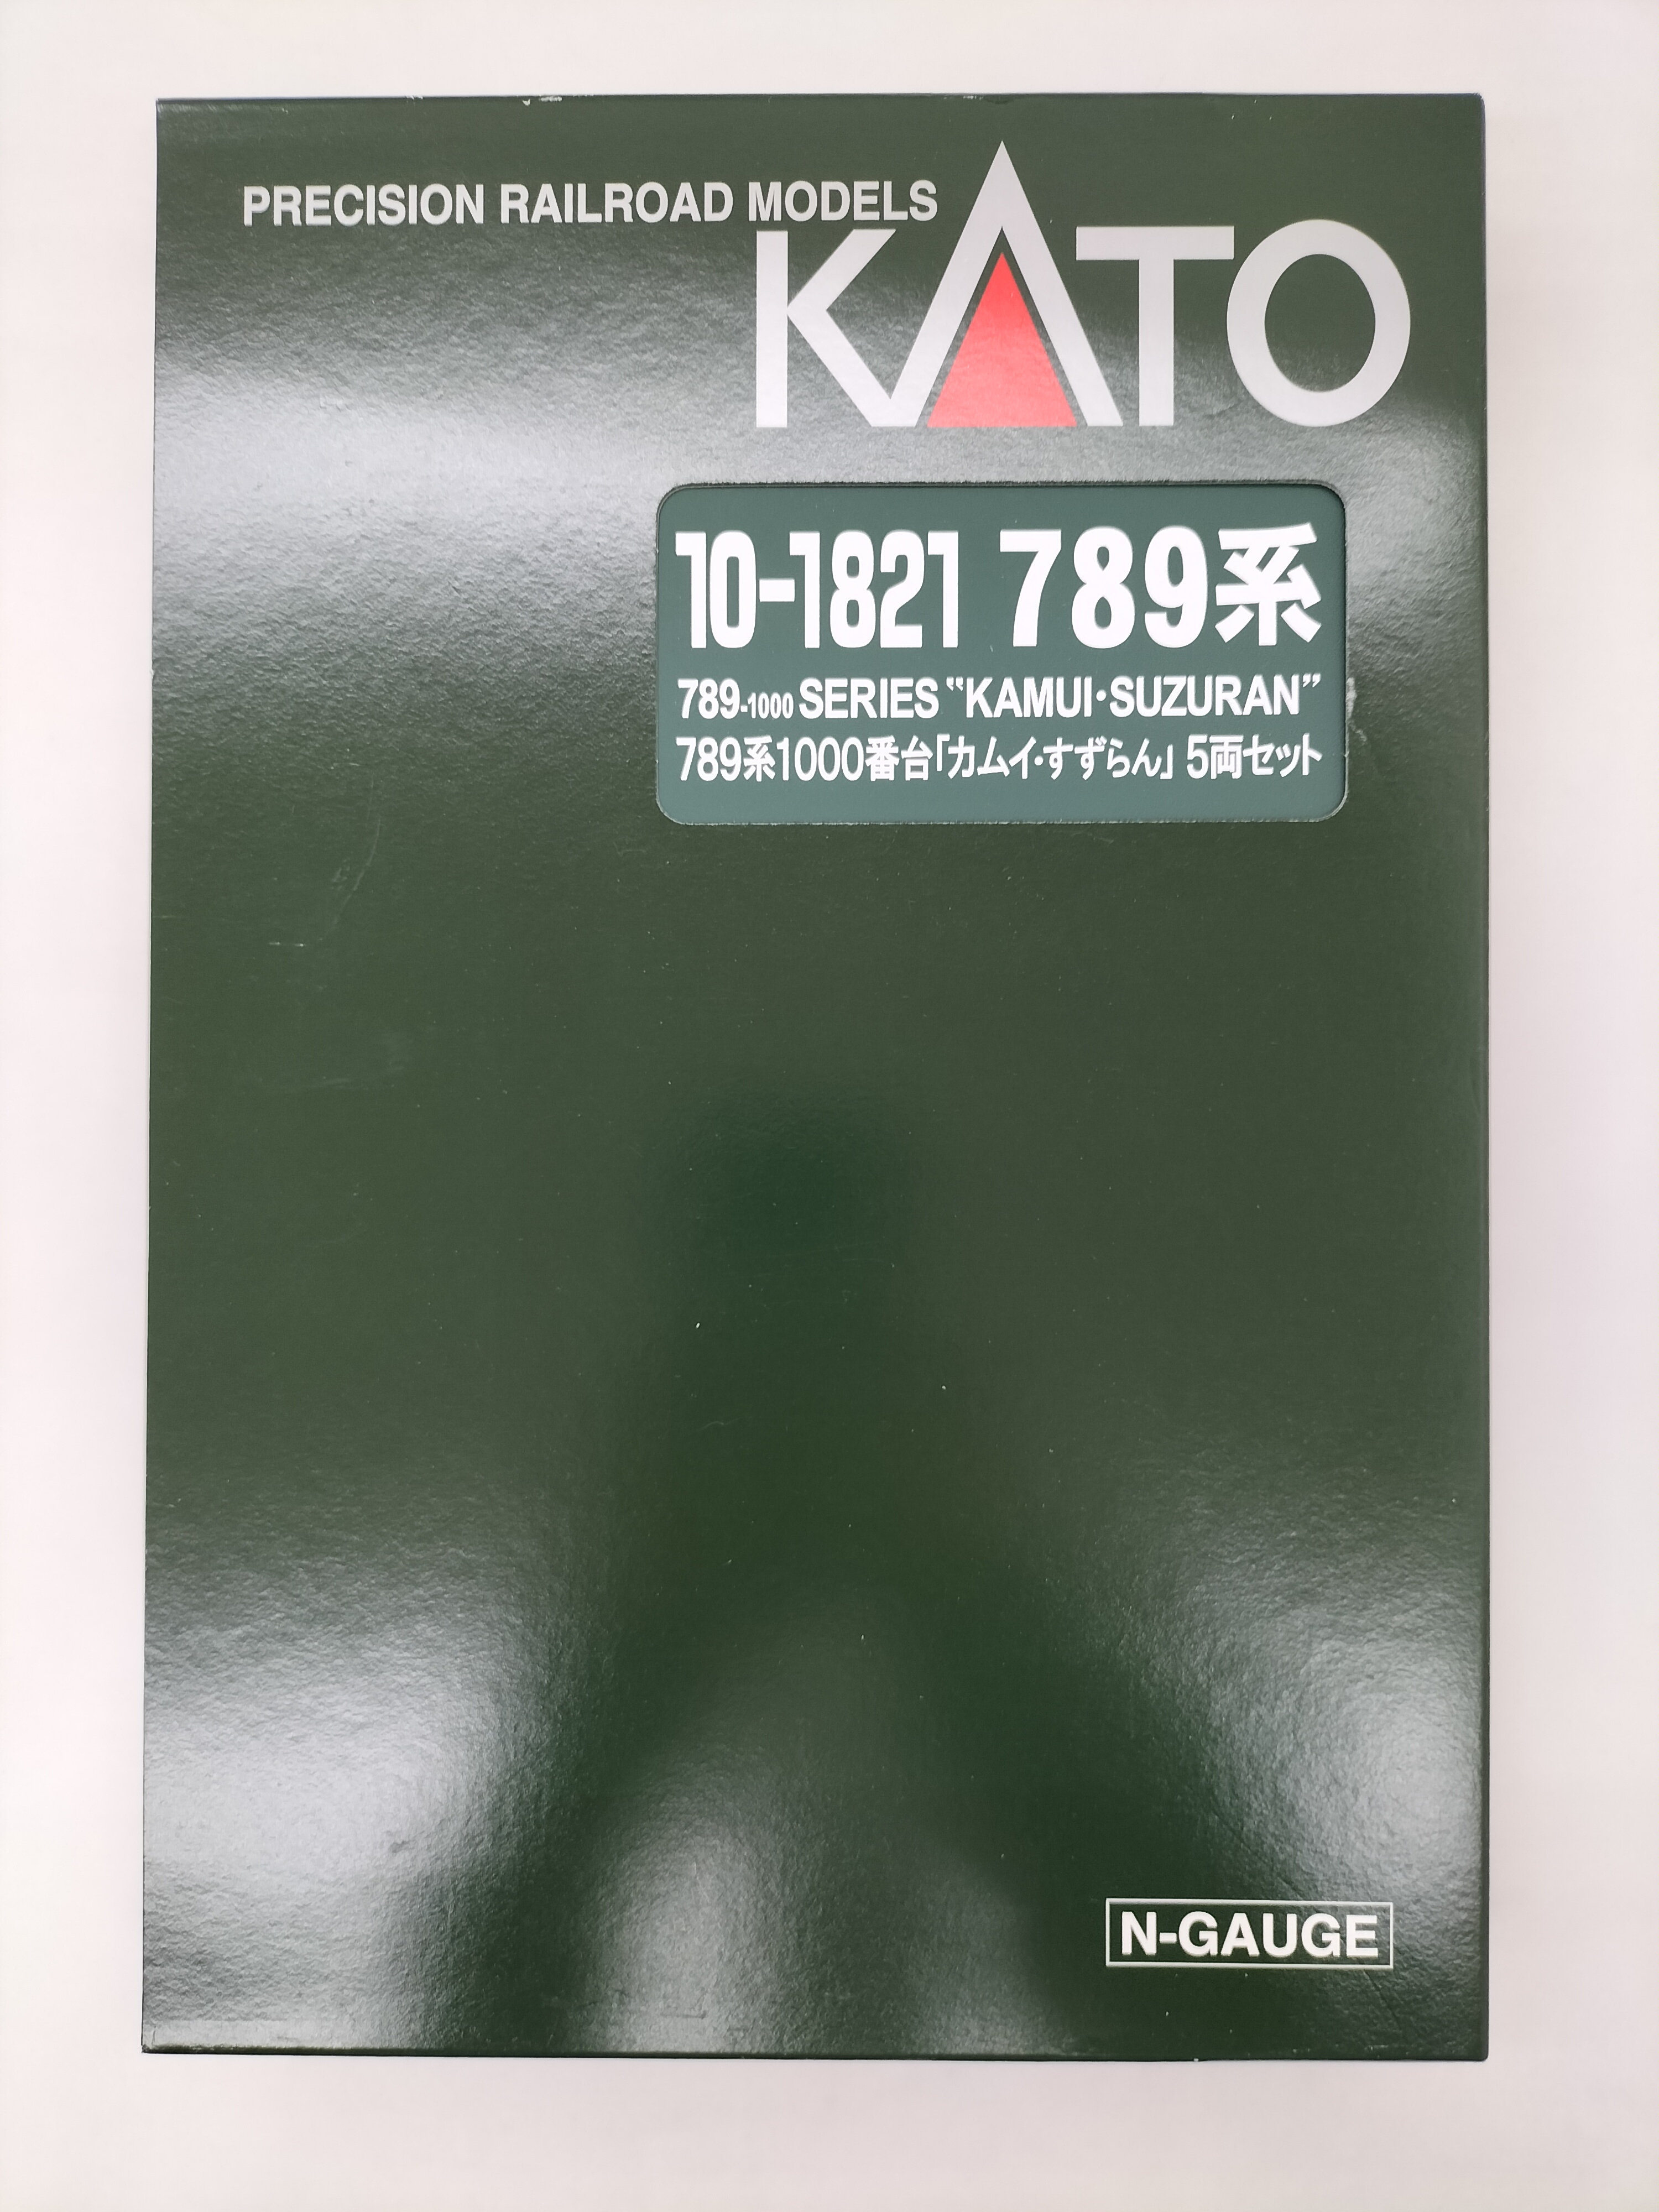 PRECISION RAILROAD MODELS
KATO
10-1821 789系
789-1000 SERIES “KAMUI・SUZURAN”
789系1000番台「カムイ・すずらん」 5両セット
N-GAUGE